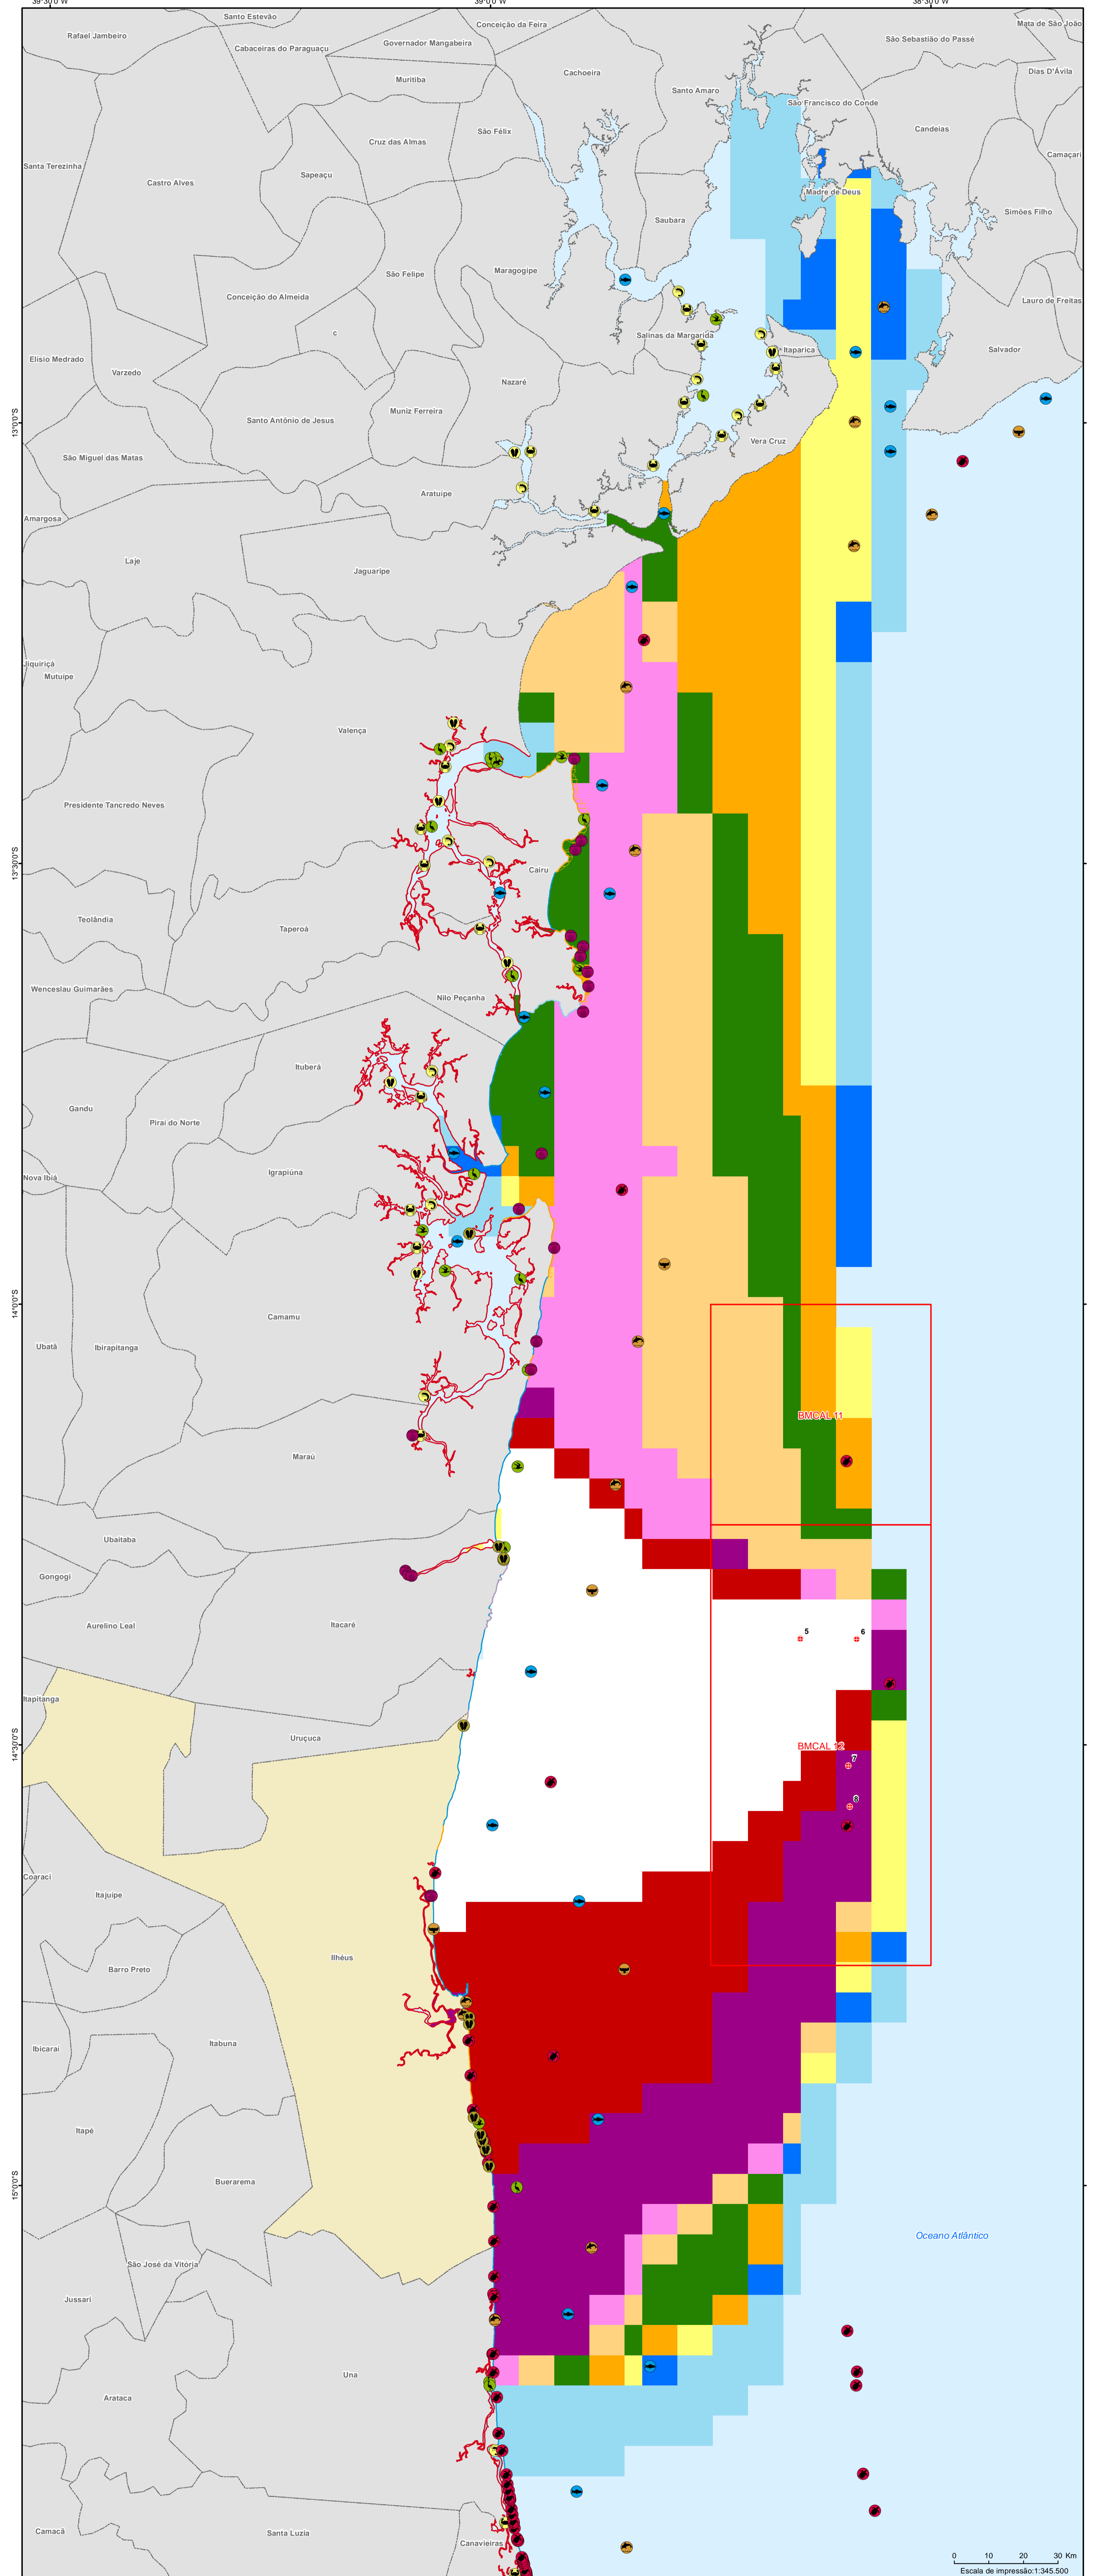 39°30'0"W
39°0'0"W
38°30'0"W
Santo Estevão
Conceição da Feira
Mata de São João
Rafael Jambeiro
Cabaceiras do Paraguaçu
Governador Mangabeira
São Sebastião do Passé
Muritiba
Cachoeira
Dias D'Ávila
Santo Amaro
São Francisco do Conde
São Félix
Candeias
Cruz das Almas
Camaçari
Santa Terezinha
Castro Alves
Sapeaçu
Madre de Deus
Simões Filho
Saubara
São Felipe
Maragogipe
Conceição do Almeida
Lauro de Freitas
c
Salinas da Margarida
Itaparica
Salvador
Elisio Medrado
Varzedo
Nazaré
Muniz Ferreira
Santo Antônio de Jesus
13°0'0"S
Vera Cruz
São Miguel das Matas
Aratuipe
Amargosa
Laje
Jaguaripe
Jiquiriçá
Mutuipe
Valença
Presidente Tancredo Neves
13°30'0"S
Cairu
Teolândia
Taperoá
Wenceslau Guimarães
Nilo Peçanha
Ituberá
Gandu
Pirai do Norte
Igrapiúna
Nova Ibiá
14°0'0"S
Camamu
Ubatã
Ibirapitanga
BMCAL 11
Maraú
Ubaitaba
Gongogi
Aurelino Leal
Itacaré
5
6
Itapitanga
Uruçuca
14°30'0"S
BMCAL 12
7
8
Coaraci
Itajuipe
Ilhéus
Barro Preto
Itabuna
Ibicarai
Itapé
Buerarema
15°0'0"S
Oceano Atlântico
São José da Vitória
Jussari
Una
Arataca
Camacã
Santa Luzia
Canavieiras
0 10 20 30 Km
Escala de impressão:1:345.500